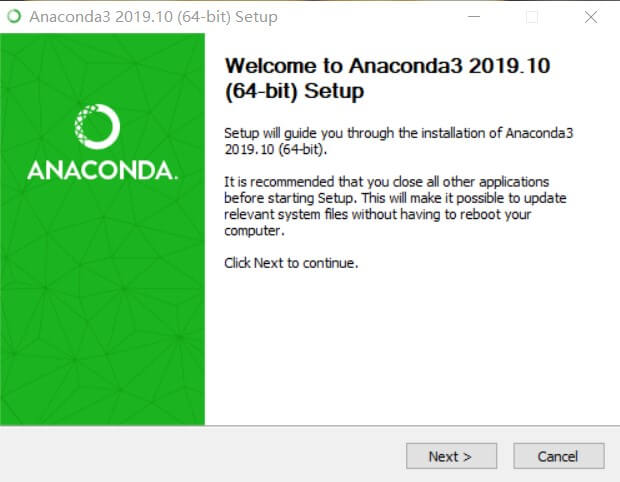 Anaconda3 2019.10 (64-bit) Setup
Welcome to Anaconda3 2019.10
(64-bit) Setup
ANACONDA.
Setup will guide you through the installation of Anaconda3
2019.10 (64-bit).
It is recommended that you close all other applications
before starting Setup. This will make it possible to update
relevant system files without having to reboot your
computer.
Click Next to continue.
Next >
Cancel